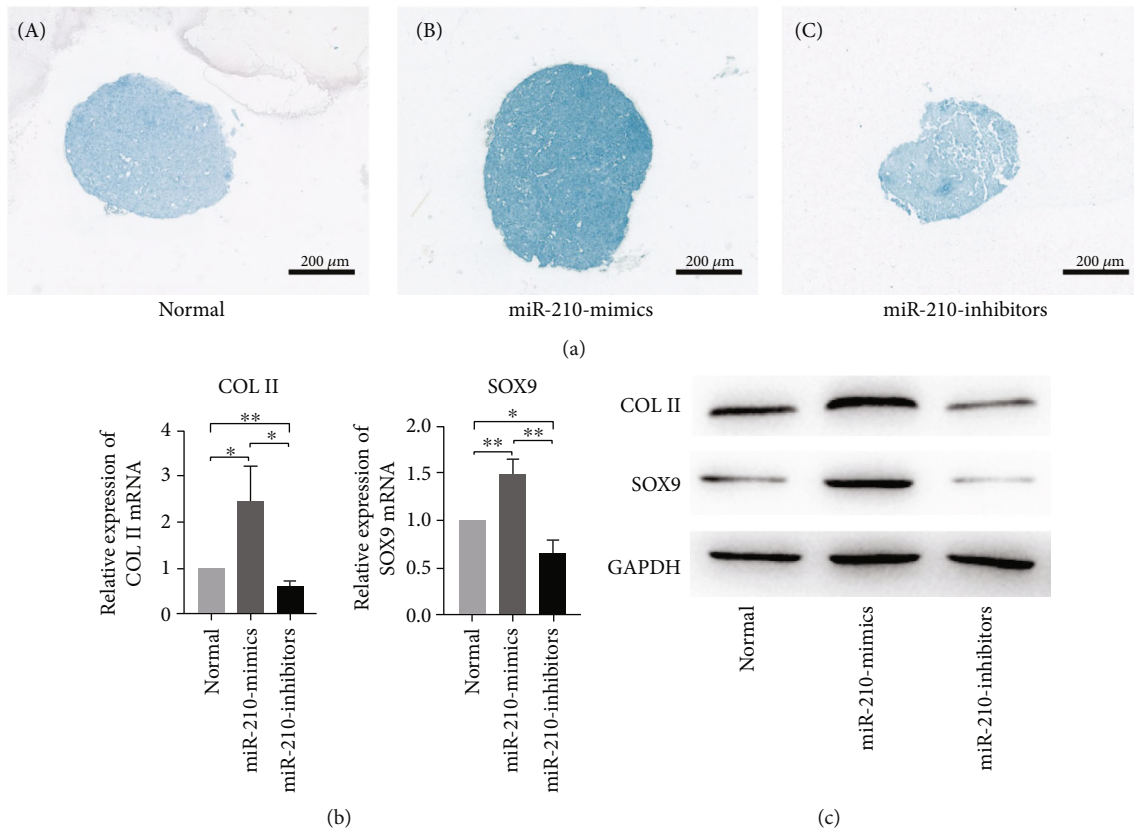 (A)
(B)
(C)
200 μm
200 μm
200 μm
Normal
miR-210-mimics
miR-210-inhibitors
(a)
COL II
Relative expression of
COL II mRNA
4
3
2
1
0
**
*
*
Normal
miR-210-mimics
miR-210-inhibitors
SOX9
Relative expression of
SOX9 mRNA
2.0
1.5
1.0
0.5
0.0
*
**
**
Normal
miR-210-mimics
miR-210-inhibitors
(b)
COL II
SOX9
GAPDH
Normal
miR-210-mimics
miR-210-inhibitors
(c)